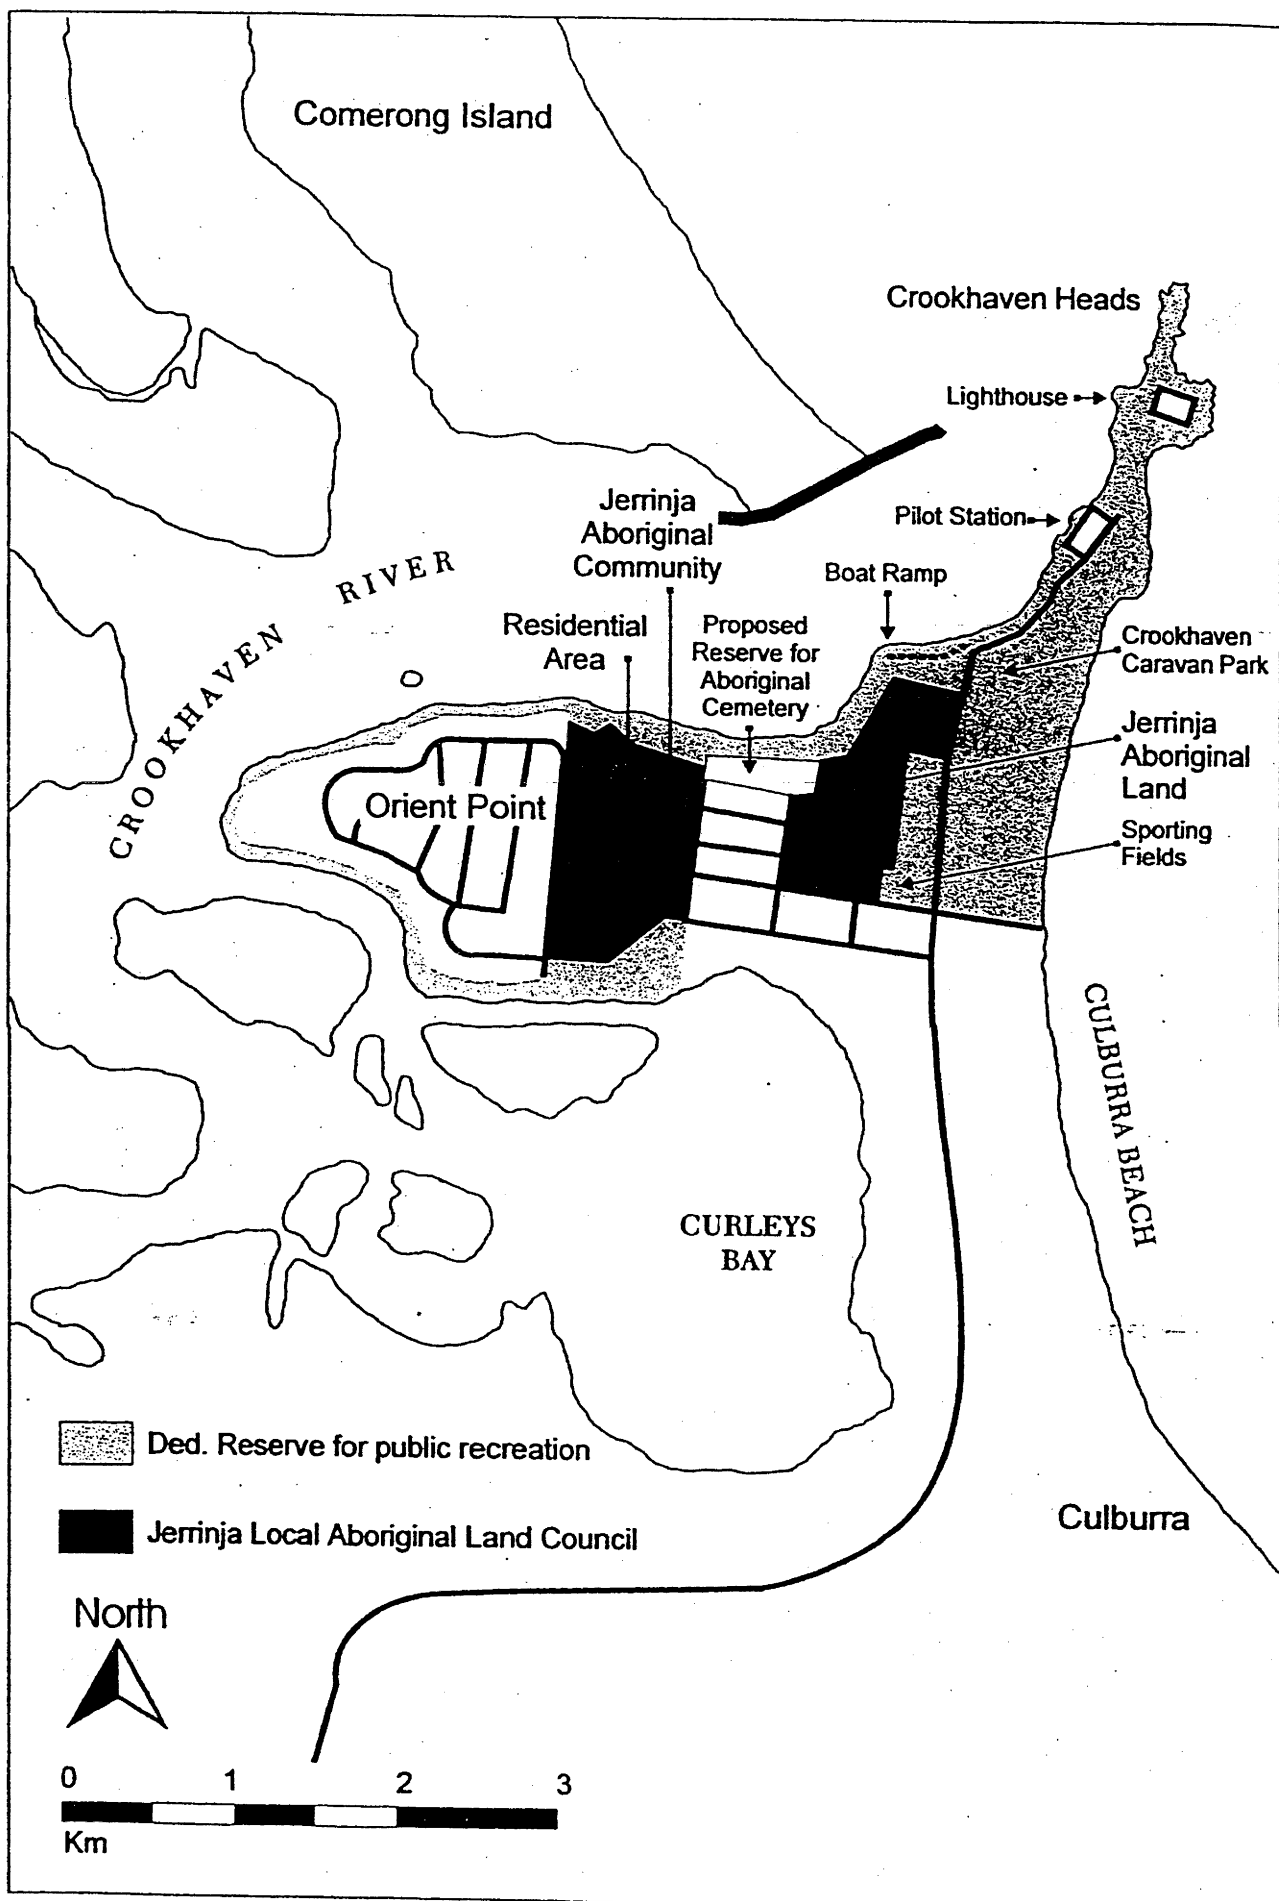 Comerong Island
Crookhaven Heads
Lighthouse
Pilot Station
Jerrinja
Aboriginal
Community
Boat Ramp
CROOKHAVEN RIVER
Residential
Area
Proposed
Reserve for
Aboriginal
Cemetery
Crookhaven
Caravan Park
Jerrinja
Aboriginal
Land
Orient Point
Sporting
Fields
CULBURRA BEACH
CURLEYS
BAY
Ded. Reserve for public recreation
Culburra
Jerrinja Local Aboriginal Land Council
North
0 1 2 3
Km